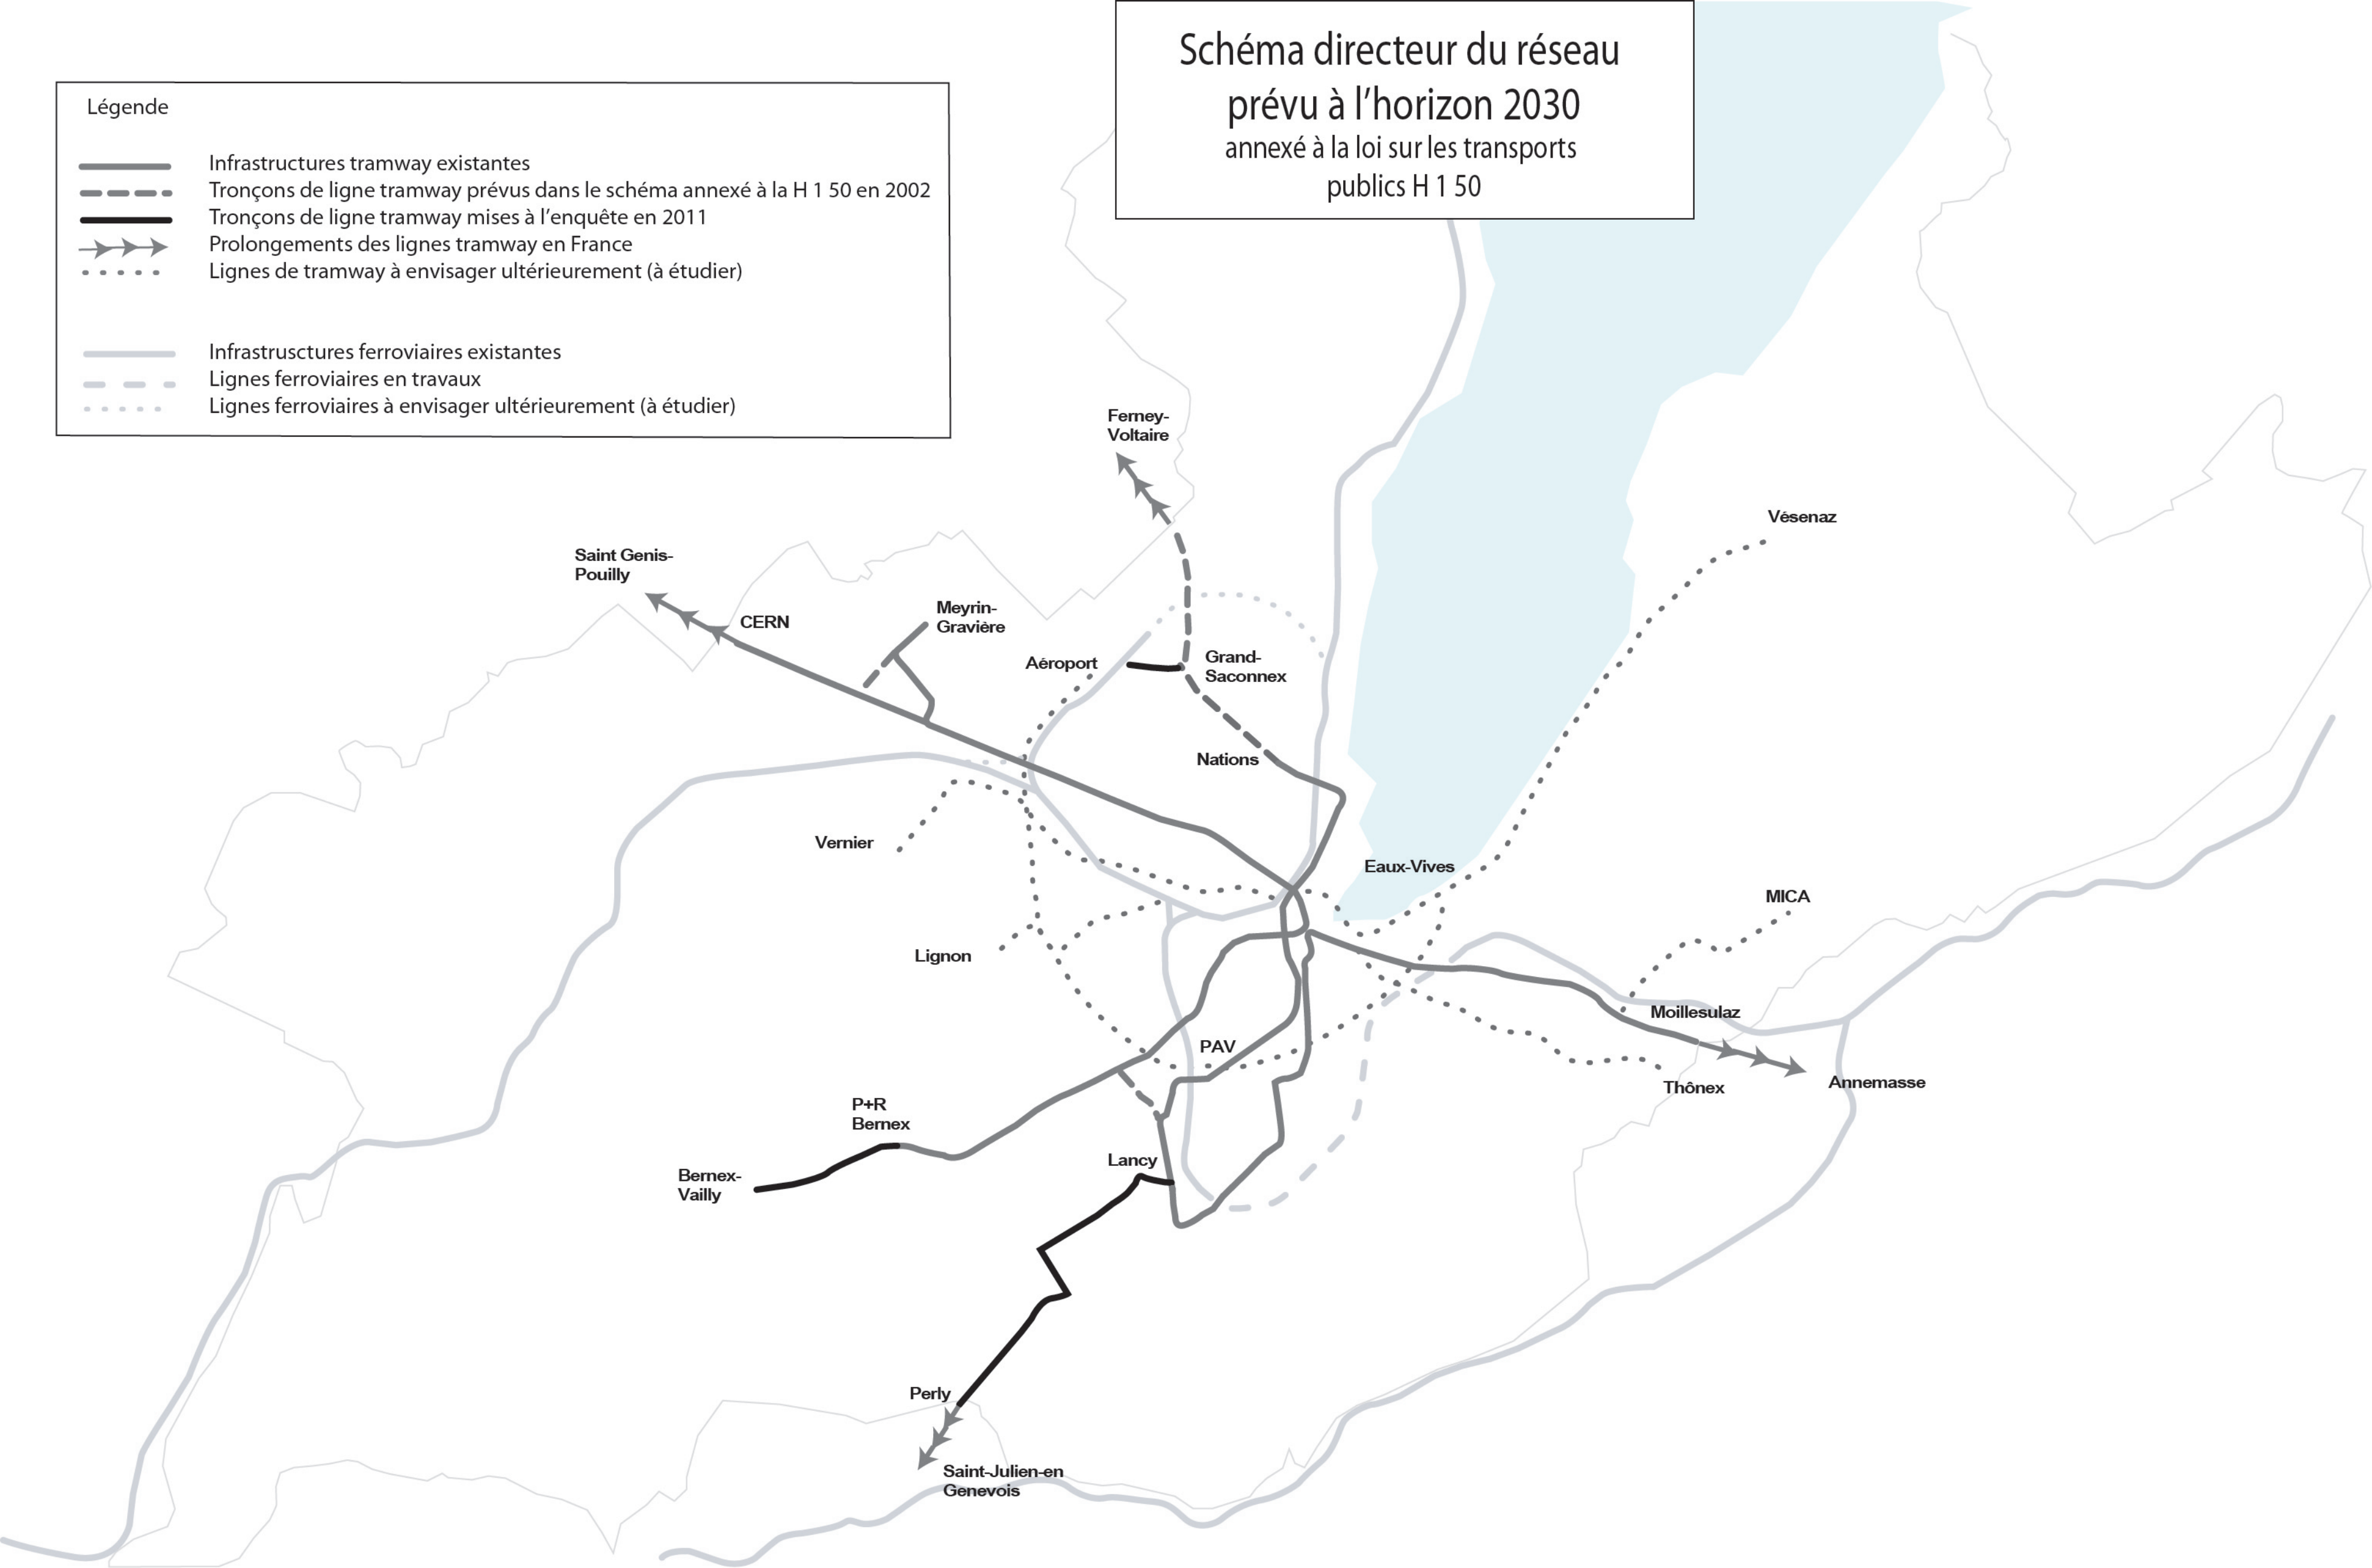 Schéma directeur du réseau
prévu à l'horizon 2030
annexé à la loi sur les transports
publics H 1 50
Légende
Infrastructures tramway existantes
Tronçons de ligne tramway prévus dans le schéma annexé à la H 1 50 en 2002
Tronçons de ligne tramway mises à l'enquête en 2011
Prolongements des lignes tramway en France
Lignes de tramway à envisager ultérieurement (à étudier)
Infrastrusctures ferroviaires existantes
Lignes ferroviaires en travaux
Lignes ferroviaires à envisager ultérieurement (à étudier)
Ferney-
Voltaire
Vésenaz
Saint Genis-
Pouilly
CERN
Meyrin-
Gravière
Aéroport
Grand-
Saconnex
Nations
Vernier
Eaux-Vives
MICA
Lignon
Moillesulaz
PAV
Thônex
Annemasse
P+R
Bernex
Lancy
Bernex-
Vailly
Perly
Saint-Julien-en
Genevois